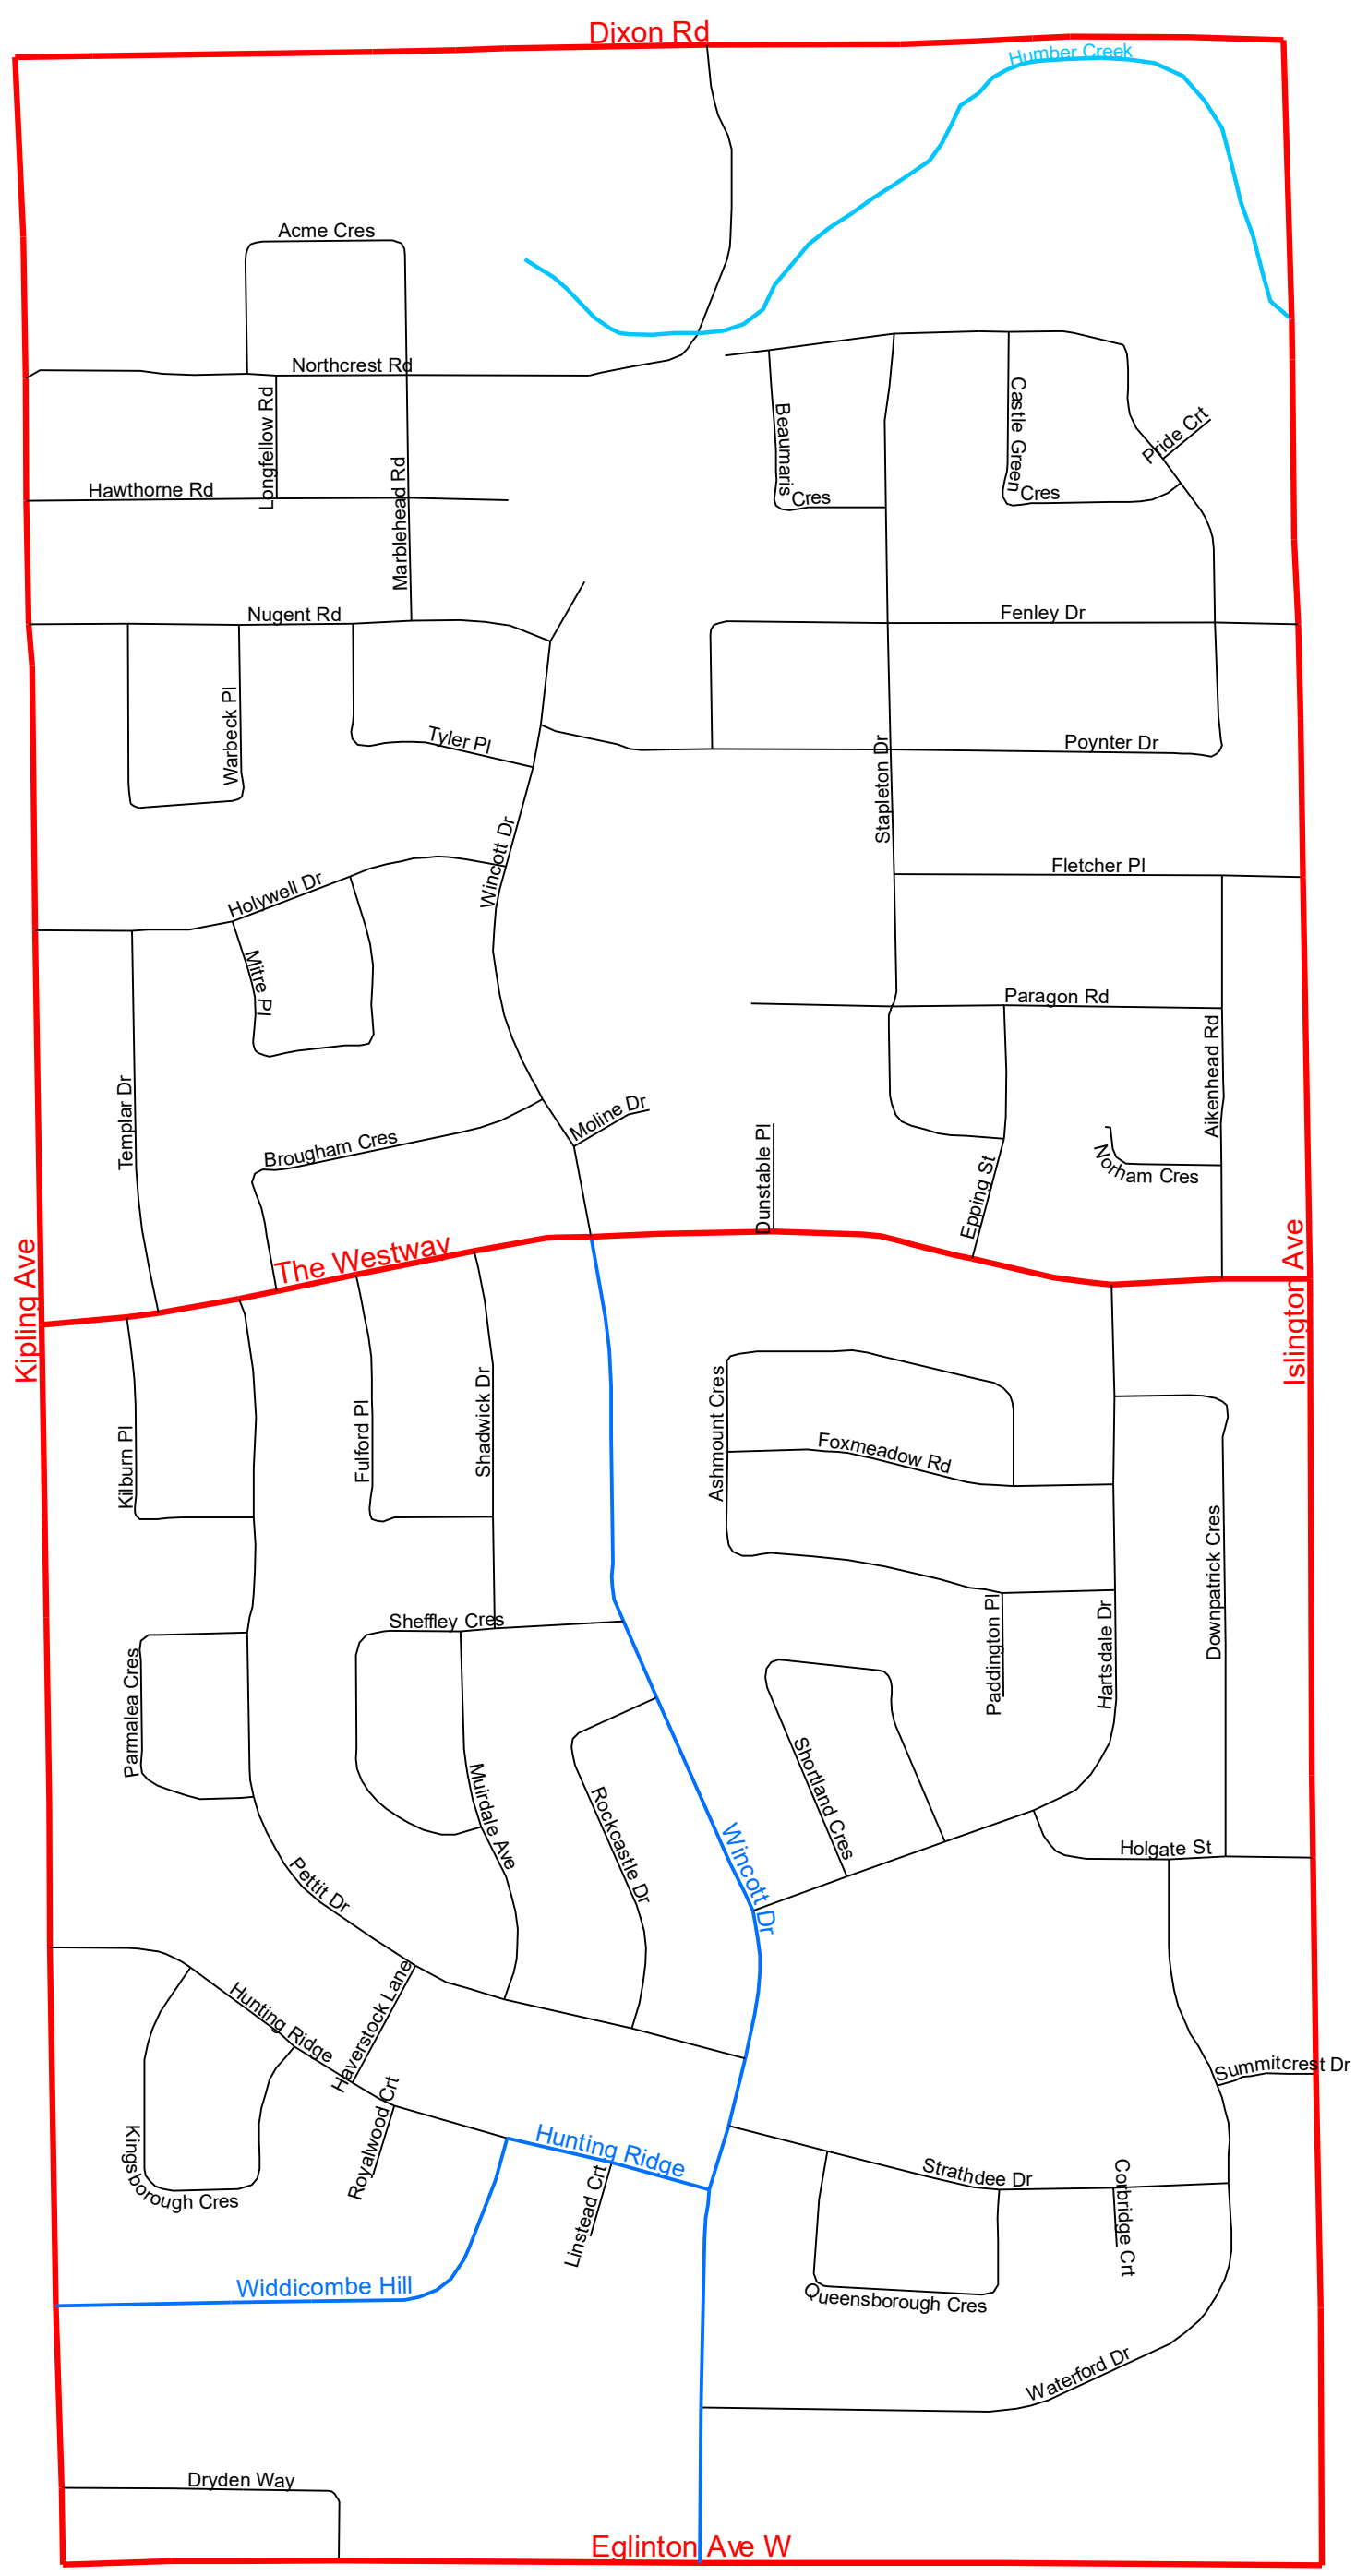 Dixon Rd
Humber Creek
Acme Cres
Northcrest Rd
Longfellow Rd
Marblehead Rd
Hawthorne Rd
Beaumaris
Cres
Castle Green
Cres
Pride Crt
Nugent Rd
Fenley Dr
Warbeck Pl
Tyler Pl
Stapleton Dr
Poynter Dr
Wincott Dr
Fletcher Pl
Holywell Dr
Mitre Pl
Paragon Rd
Aikenhead Rd
Templar Dr
Moline Dr
Brougham Cres
Dunstable Pl
Epping St
Norham Cres
Kipling Ave
The Westway
Islington Ave
Kilburn Pl
Fulford Pl
Shadwick Dr
Ashmount Cres
Foxmeadow Rd
Downpatrick Cres
Sheffley Cres
Paddington Pl
Hartsdale Dr
Parmalea Cres
Muirdale Ave
Rockcastle Dr
Shortland Cres
Wincott Dr
Holgate St
Pettit Dr
Hunting Ridge
Haverstock Lane
Royalwood Crt
Summitcrest Dr
Kingsborough Cres
Hunting Ridge
Linstead Crt
Strathdee Dr
Corbridge Crt
Widdicombe Hill
Queensborough Cres
Waterford Dr
Dryden Way
Eglinton Ave W